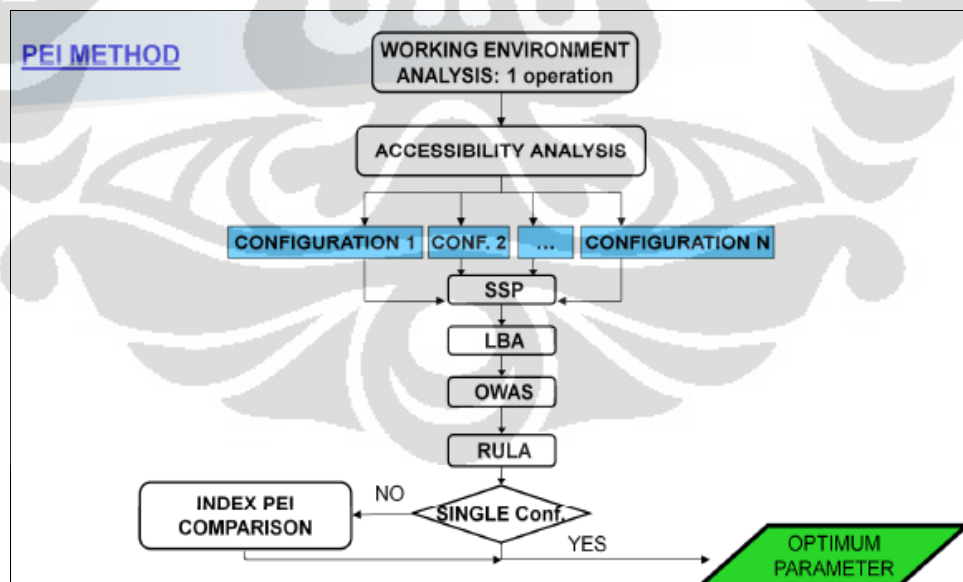 PEI METHOD
WORKING ENVIRONMENT
ANALYSIS: 1 operation
ACCESSIBILITY ANALYSIS
CONFIGURATION 1
CONF. 2
...
CONFIGURATION N
SSP
LBA
OWAS
RULA
SINGLE Conf.
NO
INDEX PEI
COMPARISON
YES
OPTIMUM
PARAMETER